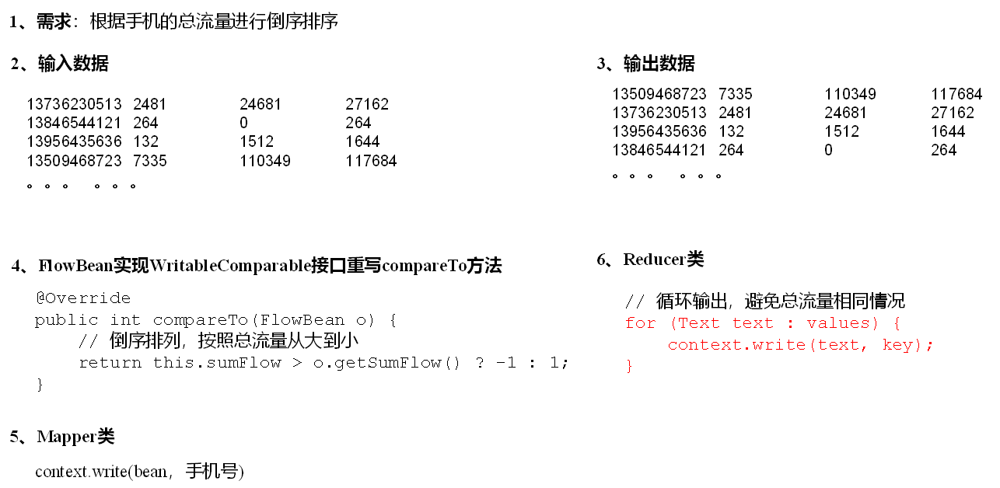 1、需求：根据手机的总流量进行倒序排序
2、输入数据
13736230513 2481 24681 27162
13846544121 264 0 264
13956435636 132 1512 1644
13509468723 7335 110349 117684
。。。 。。。
3、输出数据
13509468723 7335 110349 117684
13736230513 2481 24681 27162
13956435636 132 1512 1644
13846544121 264 0 264
。。。 。。。
4、FlowBean实现WritableComparable接口重写compareTo方法
@Override
public int compareTo(FlowBean o) {
// 倒序排列，按照总流量从大到小
return this.sumFlow > o.getSumFlow() ? -1 : 1;
}
5、Mapper类
context.write(bean，手机号)
6、Reducer类
// 循环输出，避免总流量相同情况
for (Text text : values) {
context.write(text, key);
}